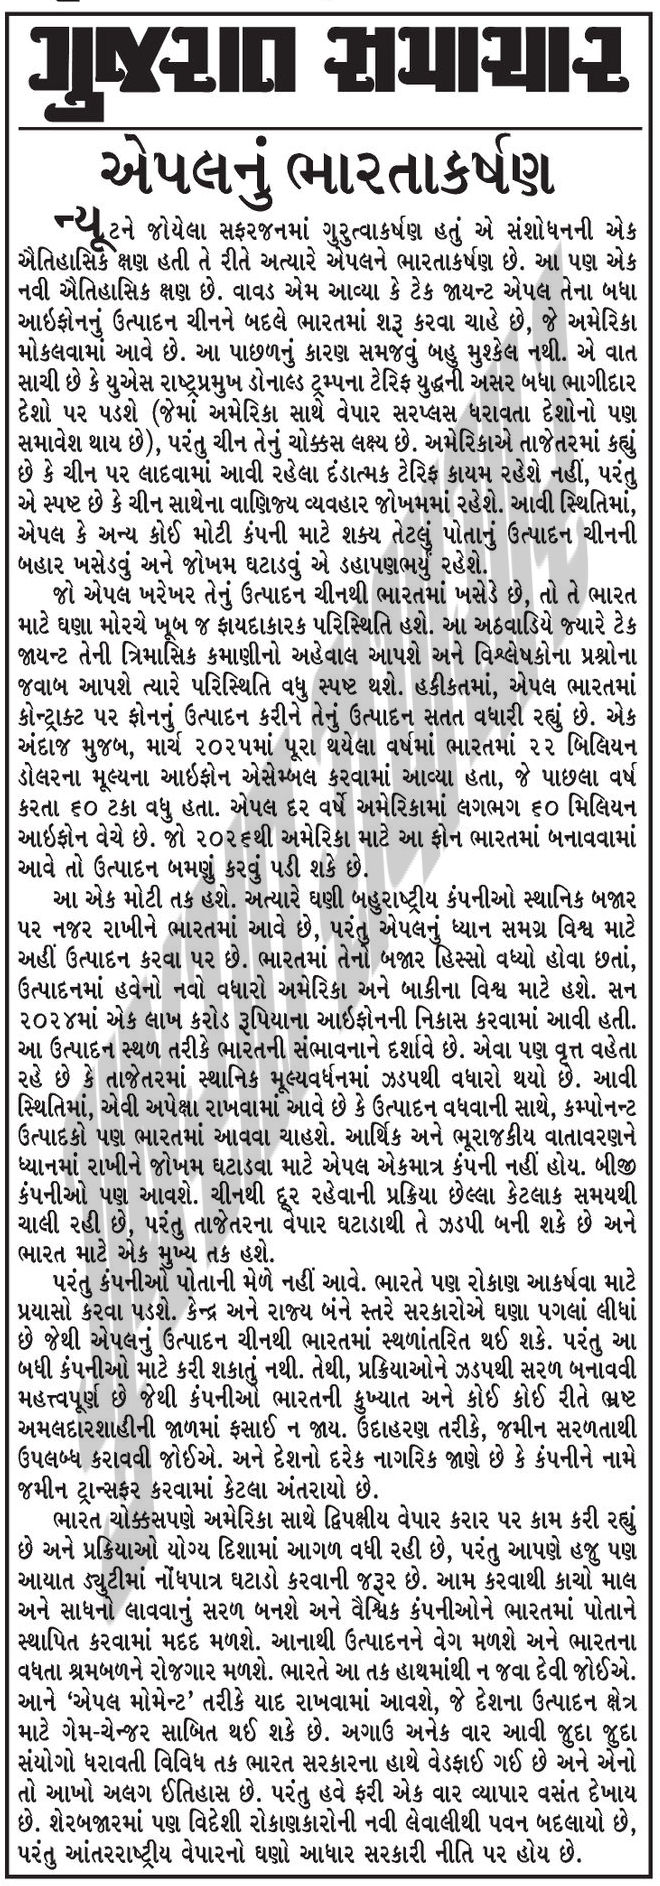 ગુજરાત સમાચાર
એપલનું ભારતાકર્ષણ
ન્યૂટને જોયેલા સફરજનમાં ગુરુત્વાકર્ષણ હતું એ સંશોધનની એક
ઐતિહાસિક ક્ષણ હતી તે રીતે અત્યારે એપલને ભારતાકર્ષણ છે. આ પણ એક
નવી ઐતિહાસિક ક્ષણ છે. વાવડ એમ આવ્યા કે ટેક જાયન્ટ એપલ તેના બધા
આઇફોનનું ઉત્પાદન ચીનને બદલે ભારતમાં શરૂ કરવા ચાહે છે, જે અમેરિકા
મોકલવામાં આવે છે. આ પાછળનું કારણ સમજવું બહુ મુશ્કેલ નથી. એ વાત
સાચી છે કે યુએસ રાષ્ટ્રપ્રમુખ ડોનાલ્ડ ટ્રમ્પના ટેરિફ યુદ્ધની અસર બધા ભાગીદાર
દેશો પર પડશે (જેમાં અમેરિકા સાથે વેપાર સરપ્લસ ધરાવતા દેશોનો પણ
સમાવેશ થાય છે), પરંતુ ચીન તેનું ચોક્કસ લક્ષ્ય છે. અમેરિકાએ તાજેતરમાં કહ્યું
છે કે ચીન પર લાદવામાં આવી રહેલા દંડાત્મક ટેરિફ કાયમ રહેશે નહીં, પરંતુ
એ સ્પષ્ટ છે કે ચીન સાથેના વાણિજ્ય વ્યવહાર જોખમમાં રહેશે. આવી સ્થિતિમાં,
એપલ કે અન્ય કોઈ મોટી કંપની માટે શક્ય તેટલું પોતાનું ઉત્પાદન ચીનની
બહાર ખસેડવું અને જોખમ ઘટાડવું એ ડહાપણભર્યું રહેશે.
જો એપલ ખરેખર તેનું ઉત્પાદન ચીનથી ભારતમાં ખસેડે છે, તો તે ભારત
માટે ઘણા મોરચે ખૂબ જ ફાયદાકારક પરિસ્થિતિ હશે. આ અઠવાડિયે જ્યારે ટેક
જાયન્ટ તેની ત્રિમાસિક કમાણીનો અહેવાલ આપશે અને વિશ્લેષકોના પ્રશ્નોના
જવાબ આપશે ત્યારે પરિસ્થિતિ વધુ સ્પષ્ટ થશે. હકીકતમાં, એપલ ભારતમાં
કોન્ટ્રાક્ટ પર ફોનનું ઉત્પાદન કરીને તેનું ઉત્પાદન સતત વધારી રહ્યું છે. એક
અંદાજ મુજબ, માર્ચ ૨૦૨૫માં પૂરા થયેલા વર્ષમાં ભારતમાં ૨૨ બિલિયન
ડોલરના મૂલ્યના આઇફોન એસેમ્બલ કરવામાં આવ્યા હતા, જે પાછલા વર્ષ
કરતા ૬૦ ટકા વધુ હતા. એપલ દર વર્ષે અમેરિકામાં લગભગ ૬૦ મિલિયન
આઇફોન વેચે છે. જો ૨૦૨૬થી અમેરિકા માટે આ ફોન ભારતમાં બનાવવામાં
આવે તો ઉત્પાદન બમણું કરવું પડી શકે છે.
આ એક મોટી તક હશે. અત્યારે ઘણી બહુરાષ્ટ્રીય કંપનીઓ સ્થાનિક બજાર
પર નજર રાખીને ભારતમાં આવે છે, પરંતુ એપલનું ધ્યાન સમગ્ર વિશ્વ માટે
અહીં ઉત્પાદન કરવા પર છે. ભારતમાં તેનો બજાર હિસ્સો વધ્યો હોવા છતાં,
ઉત્પાદનમાં હવેનો નવો વધારો અમેરિકા અને બાકીના વિશ્વ માટે હશે. સન
૨૦૨૪માં એક લાખ કરોડ રૂપિયાના આઇફોનની નિકાસ કરવામાં આવી હતી.
આ ઉત્પાદન સ્થળ તરીકે ભારતની સંભાવનાને દર્શાવે છે. એવા પણ વૃત્ત વહેતા
રહે છે કે તાજેતરમાં સ્થાનિક મૂલ્યવર્ધનમાં ઝડપથી વધારો થયો છે. આવી
સ્થિતિમાં, એવી અપેક્ષા રાખવામાં આવે છે કે ઉત્પાદન વધવાની સાથે, કમ્પોનન્ટ
ઉત્પાદકો પણ ભારતમાં આવવા ચાહશે. આર્થિક અને ભૂરાજકીય વાતાવરણને
ધ્યાનમાં રાખીને જોખમ ઘટાડવા માટે એપલ એકમાત્ર કંપની નહીં હોય. બીજી
કંપનીઓ પણ આવશે. ચીનથી દૂર રહેવાની પ્રક્રિયા છેલ્લા કેટલાક સમયથી
ચાલી રહી છે, પરંતુ તાજેતરના વેપાર ઘટાડાથી તે ઝડપી બની શકે છે અને
ભારત માટે એક મુખ્ય તક હશે.
પરંતુ કંપનીઓ પોતાની મેળે નહીં આવે. ભારતે પણ રોકાણ આકર્ષવા માટે
પ્રયાસો કરવા પડશે. કેન્દ્ર અને રાજ્ય બંને સ્તરે સરકારોએ ઘણા પગલાં લીધાં
છે જેથી એપલનું ઉત્પાદન ચીનથી ભારતમાં સ્થળાંતરિત થઈ શકે. પરંતુ આ
બધી કંપનીઓ માટે કરી શકાતું નથી. તેથી, પ્રક્રિયાઓને ઝડપથી સરળ બનાવવી
મહત્ત્વપૂર્ણ છે જેથી કંપનીઓ ભારતની કુખ્યાત અને કોઈ કોઈ રીતે ભ્રષ્ટ
અમલદારશાહીની જાળમાં ફસાઈ ન જાય. ઉદાહરણ તરીકે, જમીન સરળતાથી
ઉપલબ્ધ કરાવવી જોઈએ. અને દેશનો દરેક નાગરિક જાણે છે કે કંપનીને નામે
જમીન ટ્રાન્સફર કરવામાં કેટલા અંતરાયો છે.
ભારત ચોક્કસપણે અમેરિકા સાથે દ્વિપક્ષીય વેપાર કરાર પર કામ કરી રહ્યું
છે અને પ્રક્રિયાઓ યોગ્ય દિશામાં આગળ વધી રહી છે, પરંતુ આપણે હજુ પણ
આયાત ડ્યુટીમાં નોંધપાત્ર ઘટાડો કરવાની જરૂર છે. આમ કરવાથી કાચો માલ
અને સાધનો લાવવાનું સરળ બનશે અને વૈશ્વિક કંપનીઓને ભારતમાં પોતાને
સ્થાપિત કરવામાં મદદ મળશે. આનાથી ઉત્પાદનને વેગ મળશે અને ભારતના
વધતા શ્રમબળને રોજગાર મળશે. ભારતે આ તક હાથમાંથી ન જવા દેવી જોઈએ.
આને ‘એપલ મોમેન્ટ’ તરીકે યાદ રાખવામાં આવશે, જે દેશના ઉત્પાદન ક્ષેત્ર
માટે ગેમ-ચેન્જર સાબિત થઈ શકે છે. અગાઉ અનેક વાર આવી જુદા જુદા
સંયોગો ધરાવતી વિવિધ તક ભારત સરકારના હાથે વેડફાઈ ગઈ છે અને એનો
તો આખો અલગ ઈતિહાસ છે. પરંતુ હવે ફરી એક વાર વ્યાપાર વસંત દેખાય
છે. શેરબજારમાં પણ વિદેશી રોકાણકારોની નવી લેવાલીથી પવન બદલાયો છે,
પરંતુ આંતરરાષ્ટ્રીય વેપારનો ઘણો આધાર સરકારી નીતિ પર હોય છે.